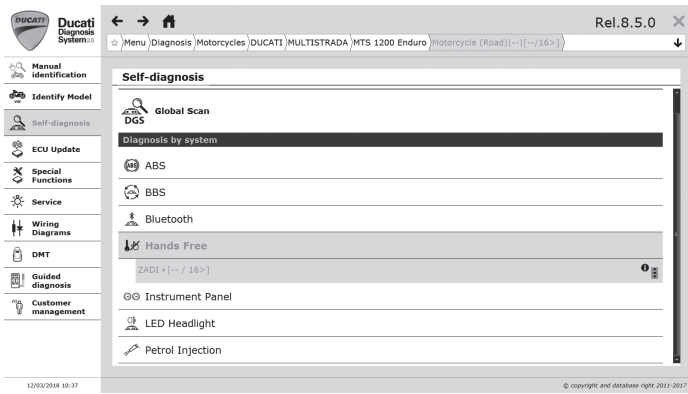 DUCATI
Ducati
Diagnosis
System2.0
Rel.8.5.0
Menu Diagnosis Motorcycles DUCATI MULTISTRADA MTS 1200 Enduro Motorcycle (Road)[--|[--/16>]
Manual
identification
VIN
Identify Model
Self-diagnosis
ECU Update
Special
Functions
Service
Wiring
Diagrams
DMT
Guided
diagnosis
Customer
management
Self-diagnosis
DGS
Global Scan
Diagnosis by system
ABS
ABS
BBS
Bluetooth
Hands Free
ZADI > [-- / 16>]
Instrument Panel
LED Headlight
Petrol Injection
12/03/2018 10:37
© copyright and database right 2011-2017